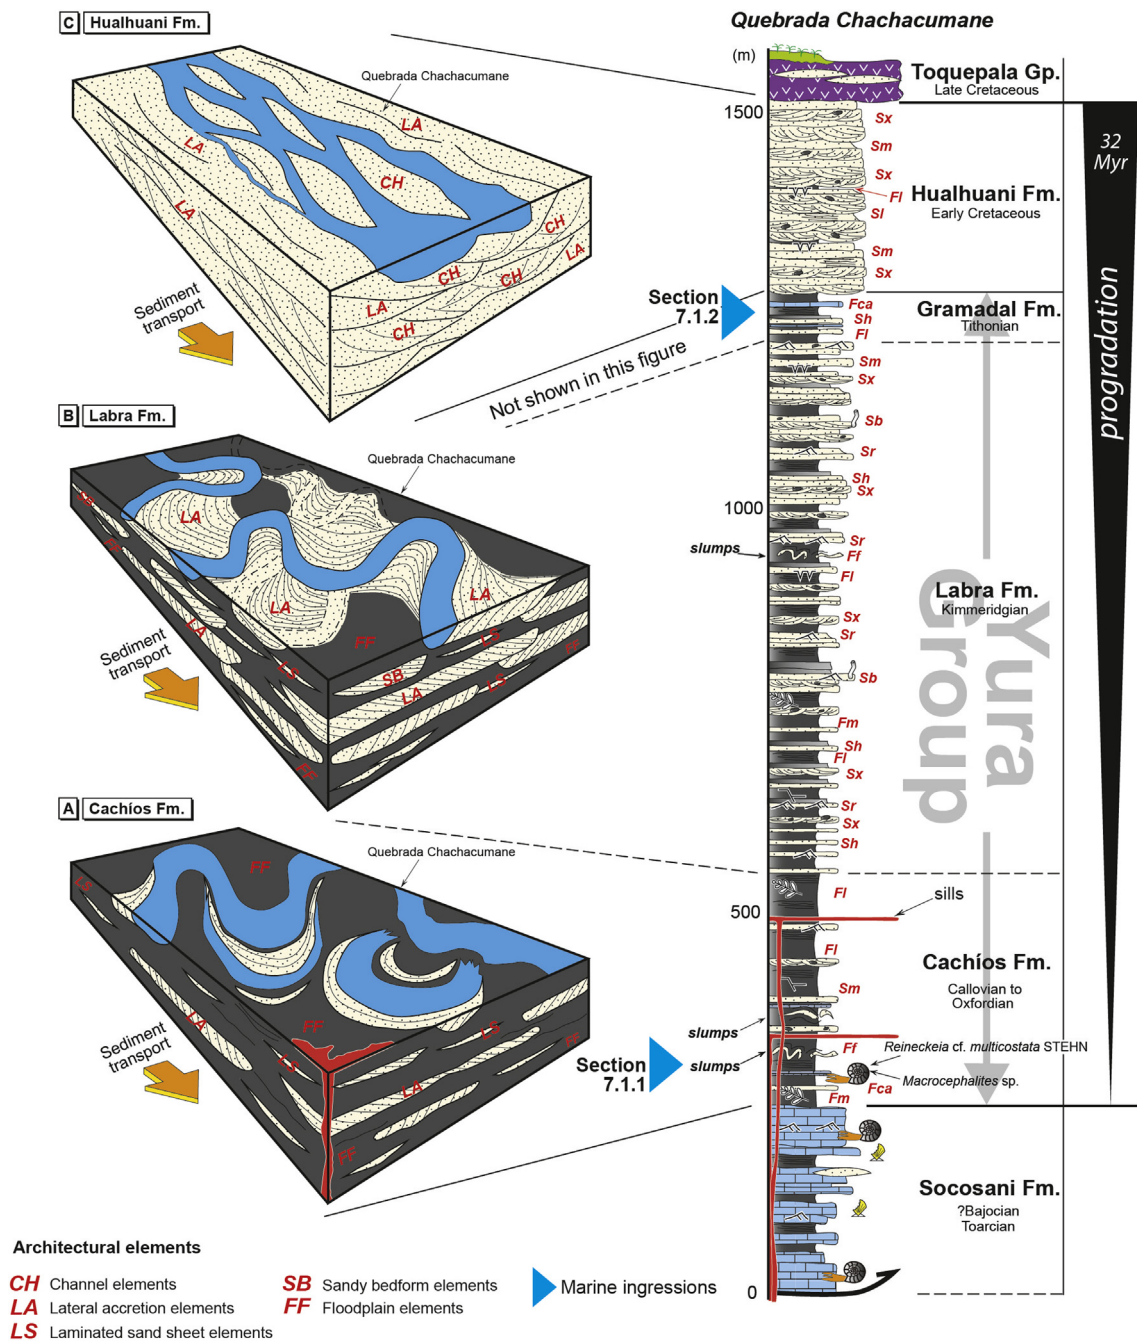 C Hualhuani Fm.
Quebrada Chachacumane
LA
LA
LA
CH
CH
LA
CH
CH
LA
CH
Sediment
transport
B Labra Fm.
Quebrada Chachacumane
SB
FF
LA
LA
LA
LA
FF
LS
FF
LS
SB
LS
LA
FF
Sediment
transport
A Cachíos Fm.
Quebrada Chachacumane
FF
LS
LA
FF
LS
LS
FF
LA
FF
Sediment
transport
Not shown in this figure
Section
7.1.2
Section
7.1.1
Quebrada Chachacumane
(m)
1500
1000
500
0
Toquepala Gp.
Late Cretaceous
Sx
Sm
Sx
Fl
Sl
Sm
Sx
Hualhuani Fm.
Early Cretaceous
Fca
Sh
Fl
Gramadal Fm.
Tithonian
Sm
Sx
Sb
Sr
Sh
Sx
Sr
slumps
Ff
Fl
Sx
Sr
Sb
Fm
Sh
Fl
Sx
Sr
Sx
Sh
Labra Fm.
Kimmeridgian
Yura
Group
Fl
sills
Fl
Sm
slumps
slumps
Ff
Fca
Fm
Cachíos Fm.
Callovian to
Oxfordian
Reineckeia cf. multicostata STEHN
Macrocephalites sp.
Socosani Fm.
?Bajocian
Toarcian
32
Myr
progradation
Architectural elements
CH Channel elements
LA Lateral accretion elements
LS Laminated sand sheet elements
SB Sandy bedform elements
FF Floodplain elements
Marine ingressions